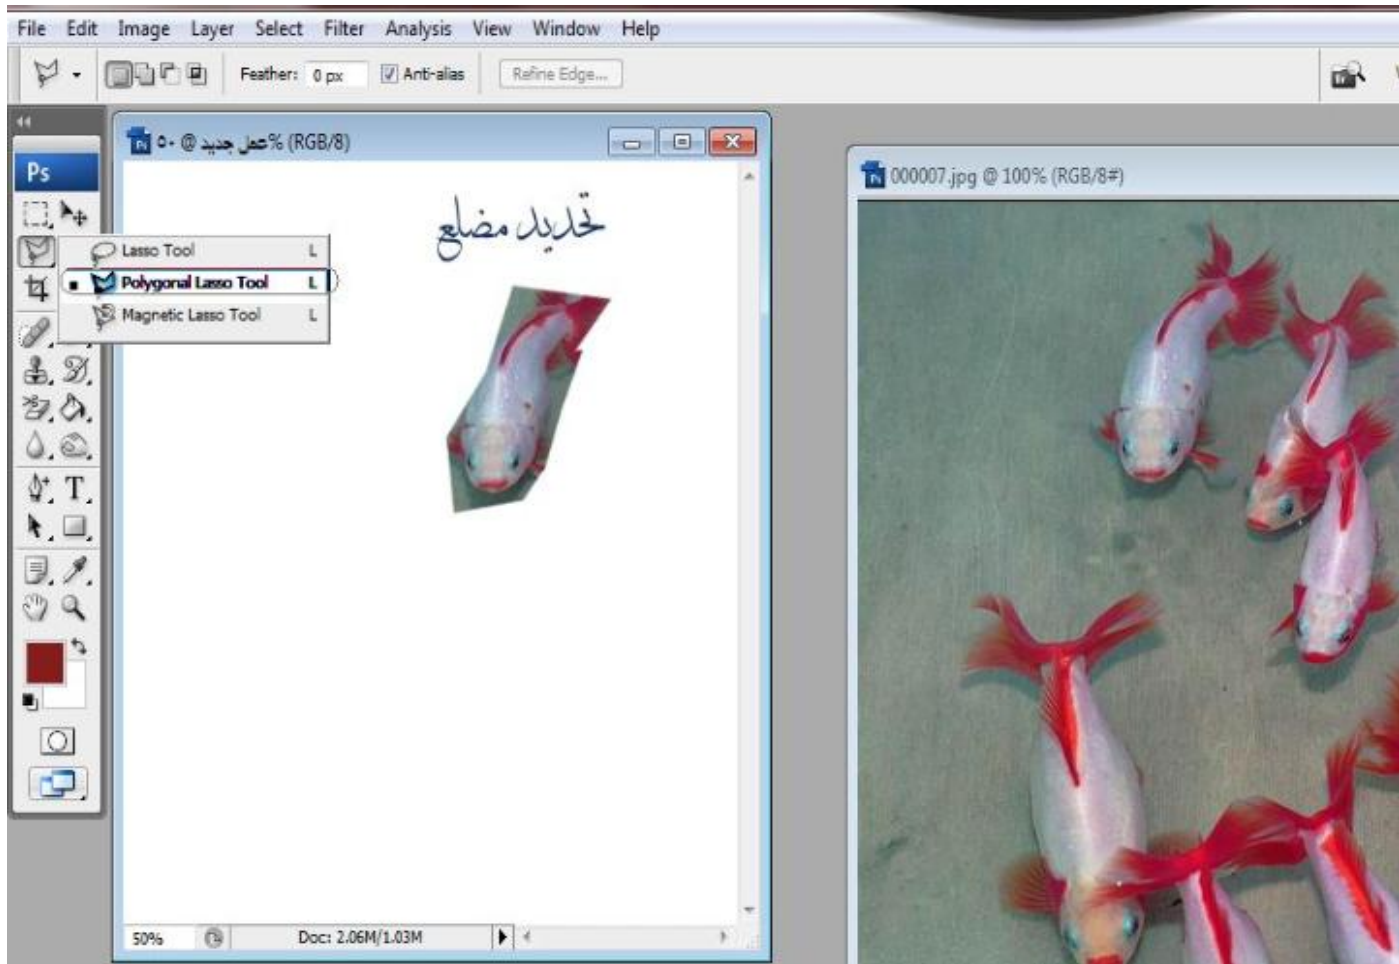 File Edit Image Layer Select Filter Analysis View Window Help
Feather: 0 px Anti-alias Refine Edge...
Ps
عمل جديد @ ٥٠% (RGB/8)
000007.jpg @ 100% (RGB/8#)
تحديد مضلع
Lasso Tool L
Polygonal Lasso Tool L
Magnetic Lasso Tool L
T
50% Doc: 2.06M/1.03M